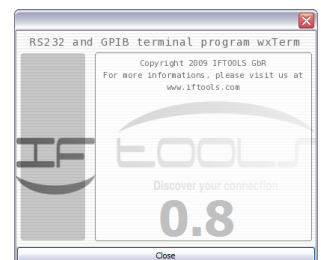 RS232 and GPIB terminal program wxTerm
Copyright 2009 IFTOOLS GbR
For more informations, please visit us at
www.iftools.com
IF TOOLS
Discover your connection
0.8
Close